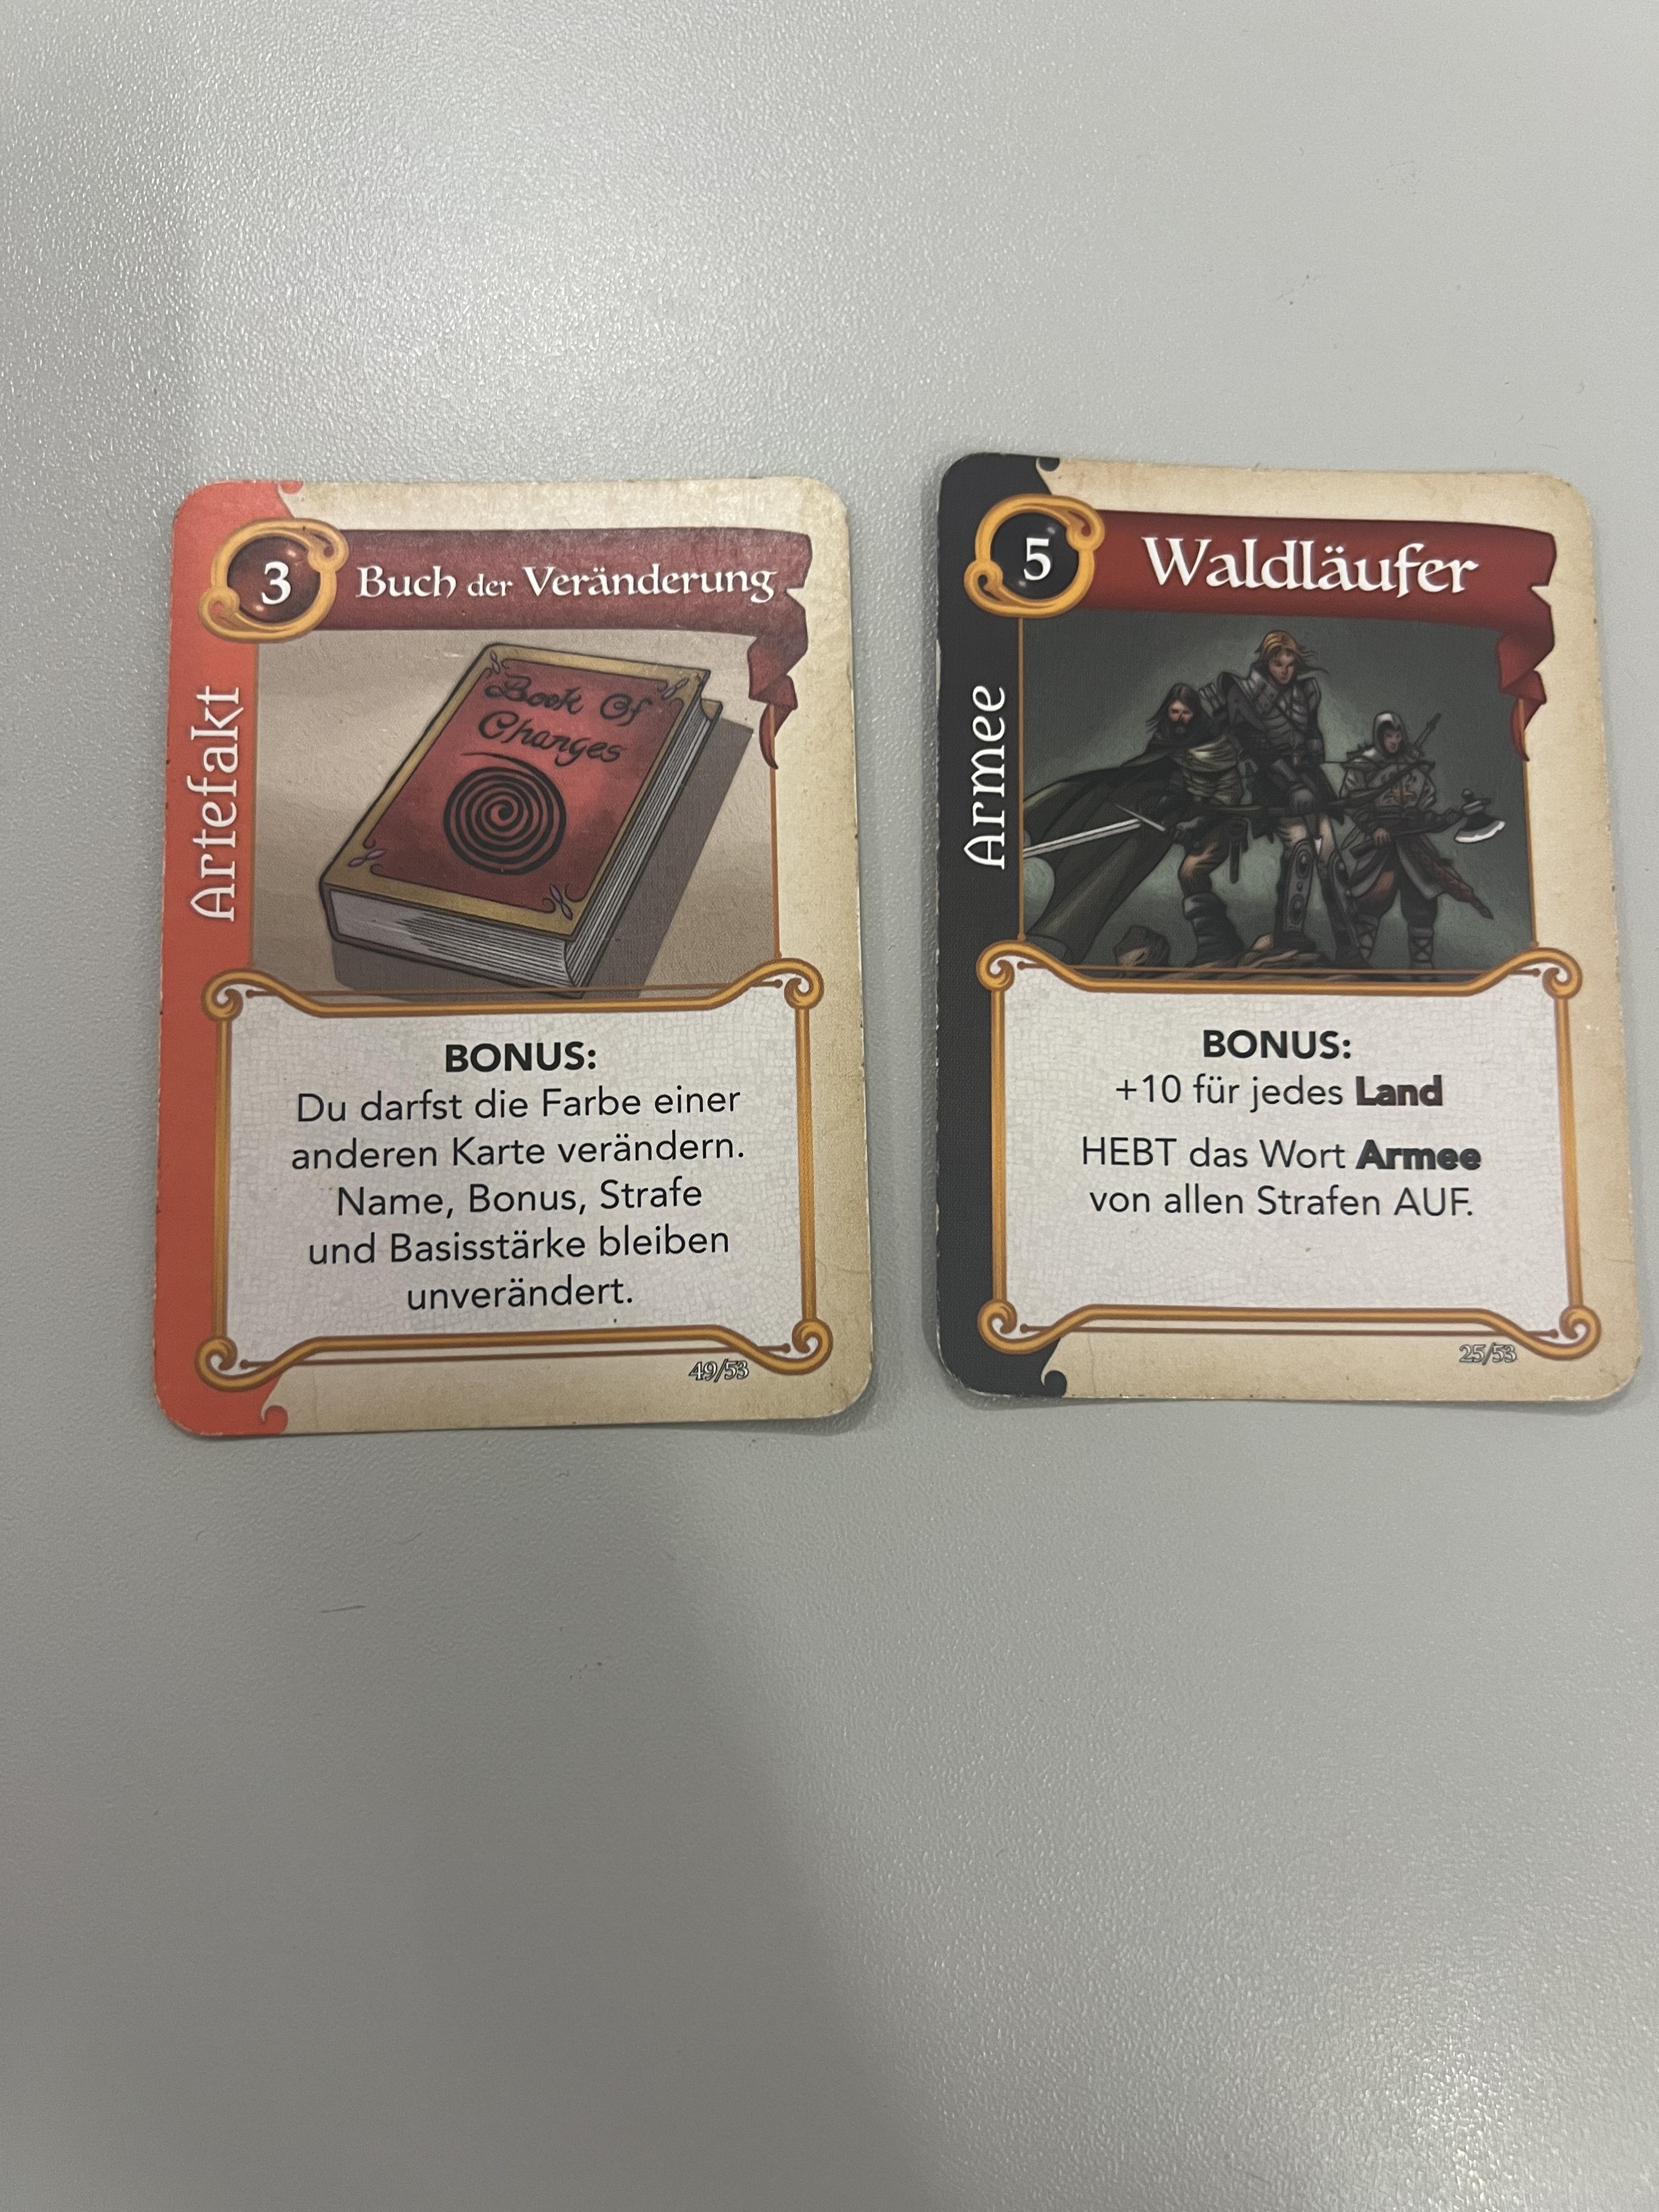 3
Buch der Veränderung
Artefakt
Book Of
Changes
BONUS:
Du darfst die Farbe einer
anderen Karte verändern.
Name, Bonus, Strafe
und Basisstärke bleiben
unverändert.
49/53
5
Waldläufer
Armee
BONUS:
+10 für jedes Land
HEBT das Wort Armee
von allen Strafen AUF.
25/53